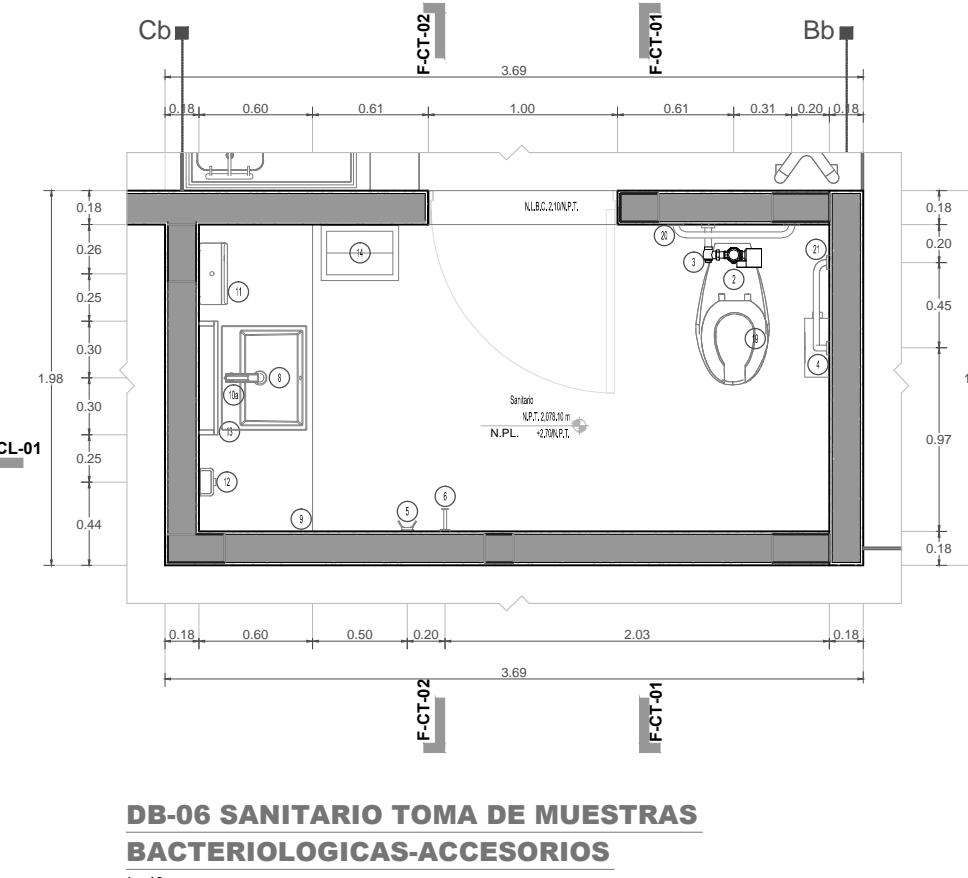 Cb
F-CT-02
F-CT-01
Bb
3.69
0.18 0.60 0.61 1.00 0.61 0.31 0.20 0.18
0.18
0.26
0.25
0.30
0.30
0.25
0.44
1.98
CL-01
N.L.B.C. 2.10/N.P.T.
20
3
2
21
18
4
14
11
8
10a
13
12
9
5
6
Sanitario
N.P.T. 2,078.10 m
N.PL. +2.70/N.P.T.
0.18
0.20
0.45
0.97
0.18
1
0.18 0.60 0.50 0.20 2.03 0.18
3.69
F-CT-02
F-CT-01
DB-06 SANITARIO TOMA DE MUESTRAS
BACTERIOLOGICAS-ACCESORIOS